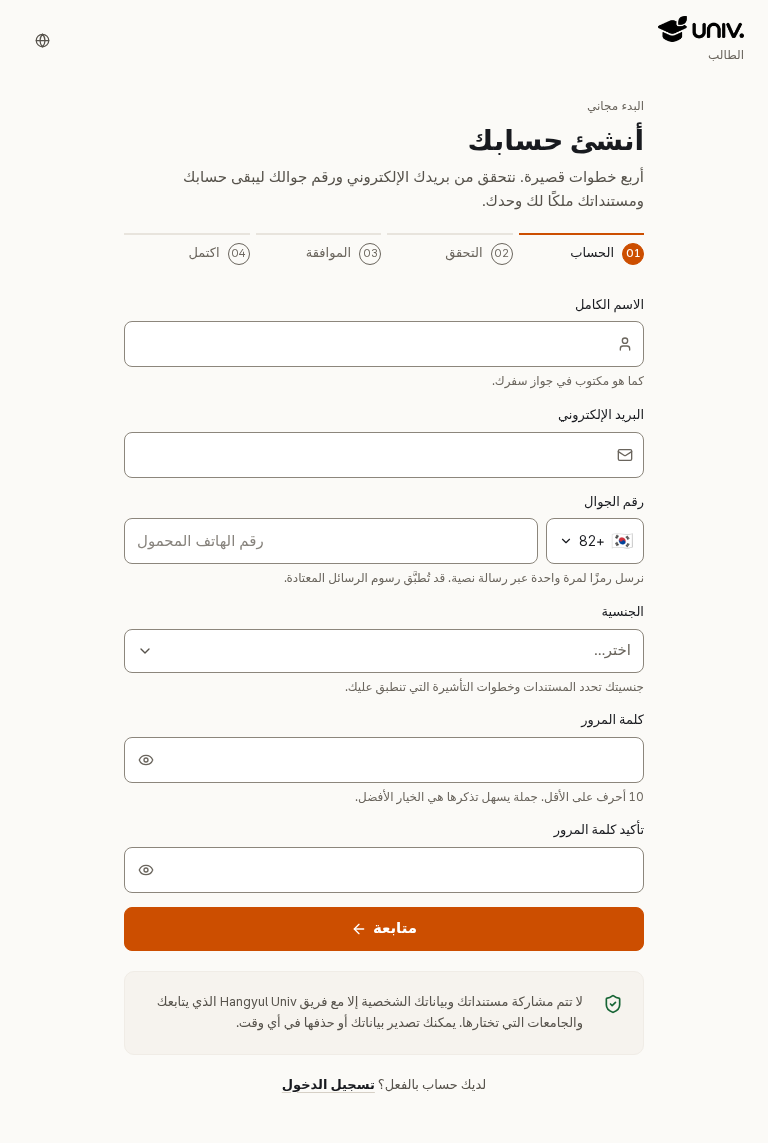 UNIV.
الطالب
البدء مجاني
أنشئ حسابك
أربع خطوات قصيرة. نتحقق من بريدك الإلكتروني ورقم جوالك ليبقى حسابك
ومستنداتك ملكًا لك وحدك.
01 الحساب
02 التحقق
03 الموافقة
04 اكتمل
الاسم الكامل
كما هو مكتوب في جواز سفرك.
البريد الإلكتروني
رقم الجوال
+82
رقم الهاتف المحمول
نرسل رمزًا لمرة واحدة عبر رسالة نصية. قد تُطبَّق رسوم الرسائل المعتادة.
الجنسية
اختر...
جنسيتك تحدد المستندات وخطوات التأشيرة التي تنطبق عليك.
كلمة المرور
10 أحرف على الأقل. جملة يسهل تذكرها هي الخيار الأفضل.
تأكيد كلمة المرور
متابعة ←
لا تتم مشاركة مستنداتك وبياناتك الشخصية إلا مع فريق Hangyul Univ الذي يتابعك
والجامعات التي تختارها. يمكنك تصدير بياناتك أو حذفها في أي وقت.
لديك حساب بالفعل؟ تسجيل الدخول